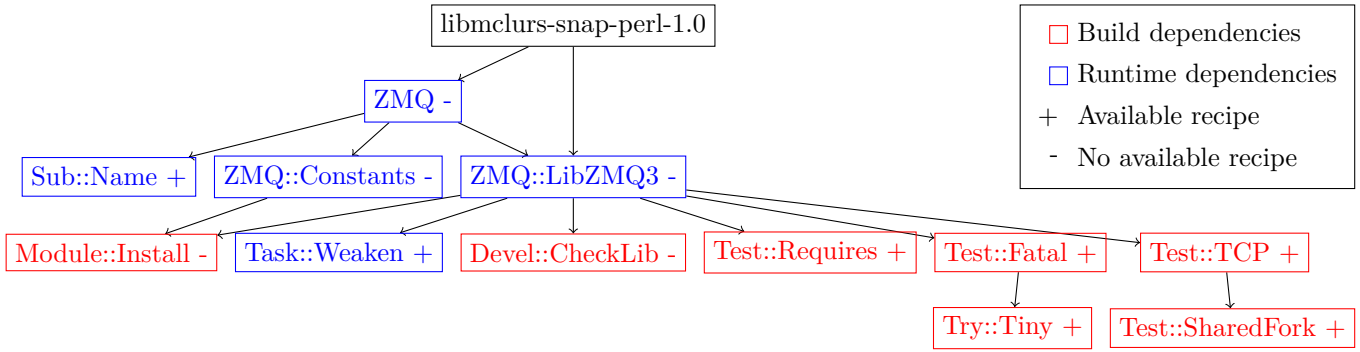 libmclurs-snap-perl-1.0
ZMQ -
Sub::Name +
ZMQ::Constants -
ZMQ::LibZMQ3 -
Module::Install -
Task::Weaken +
Devel::CheckLib -
Test::Requires +
Test::Fatal +
Test::TCP +
Try::Tiny +
Test::SharedFork +
Build dependencies
Runtime dependencies
+ Available recipe
- No available recipe